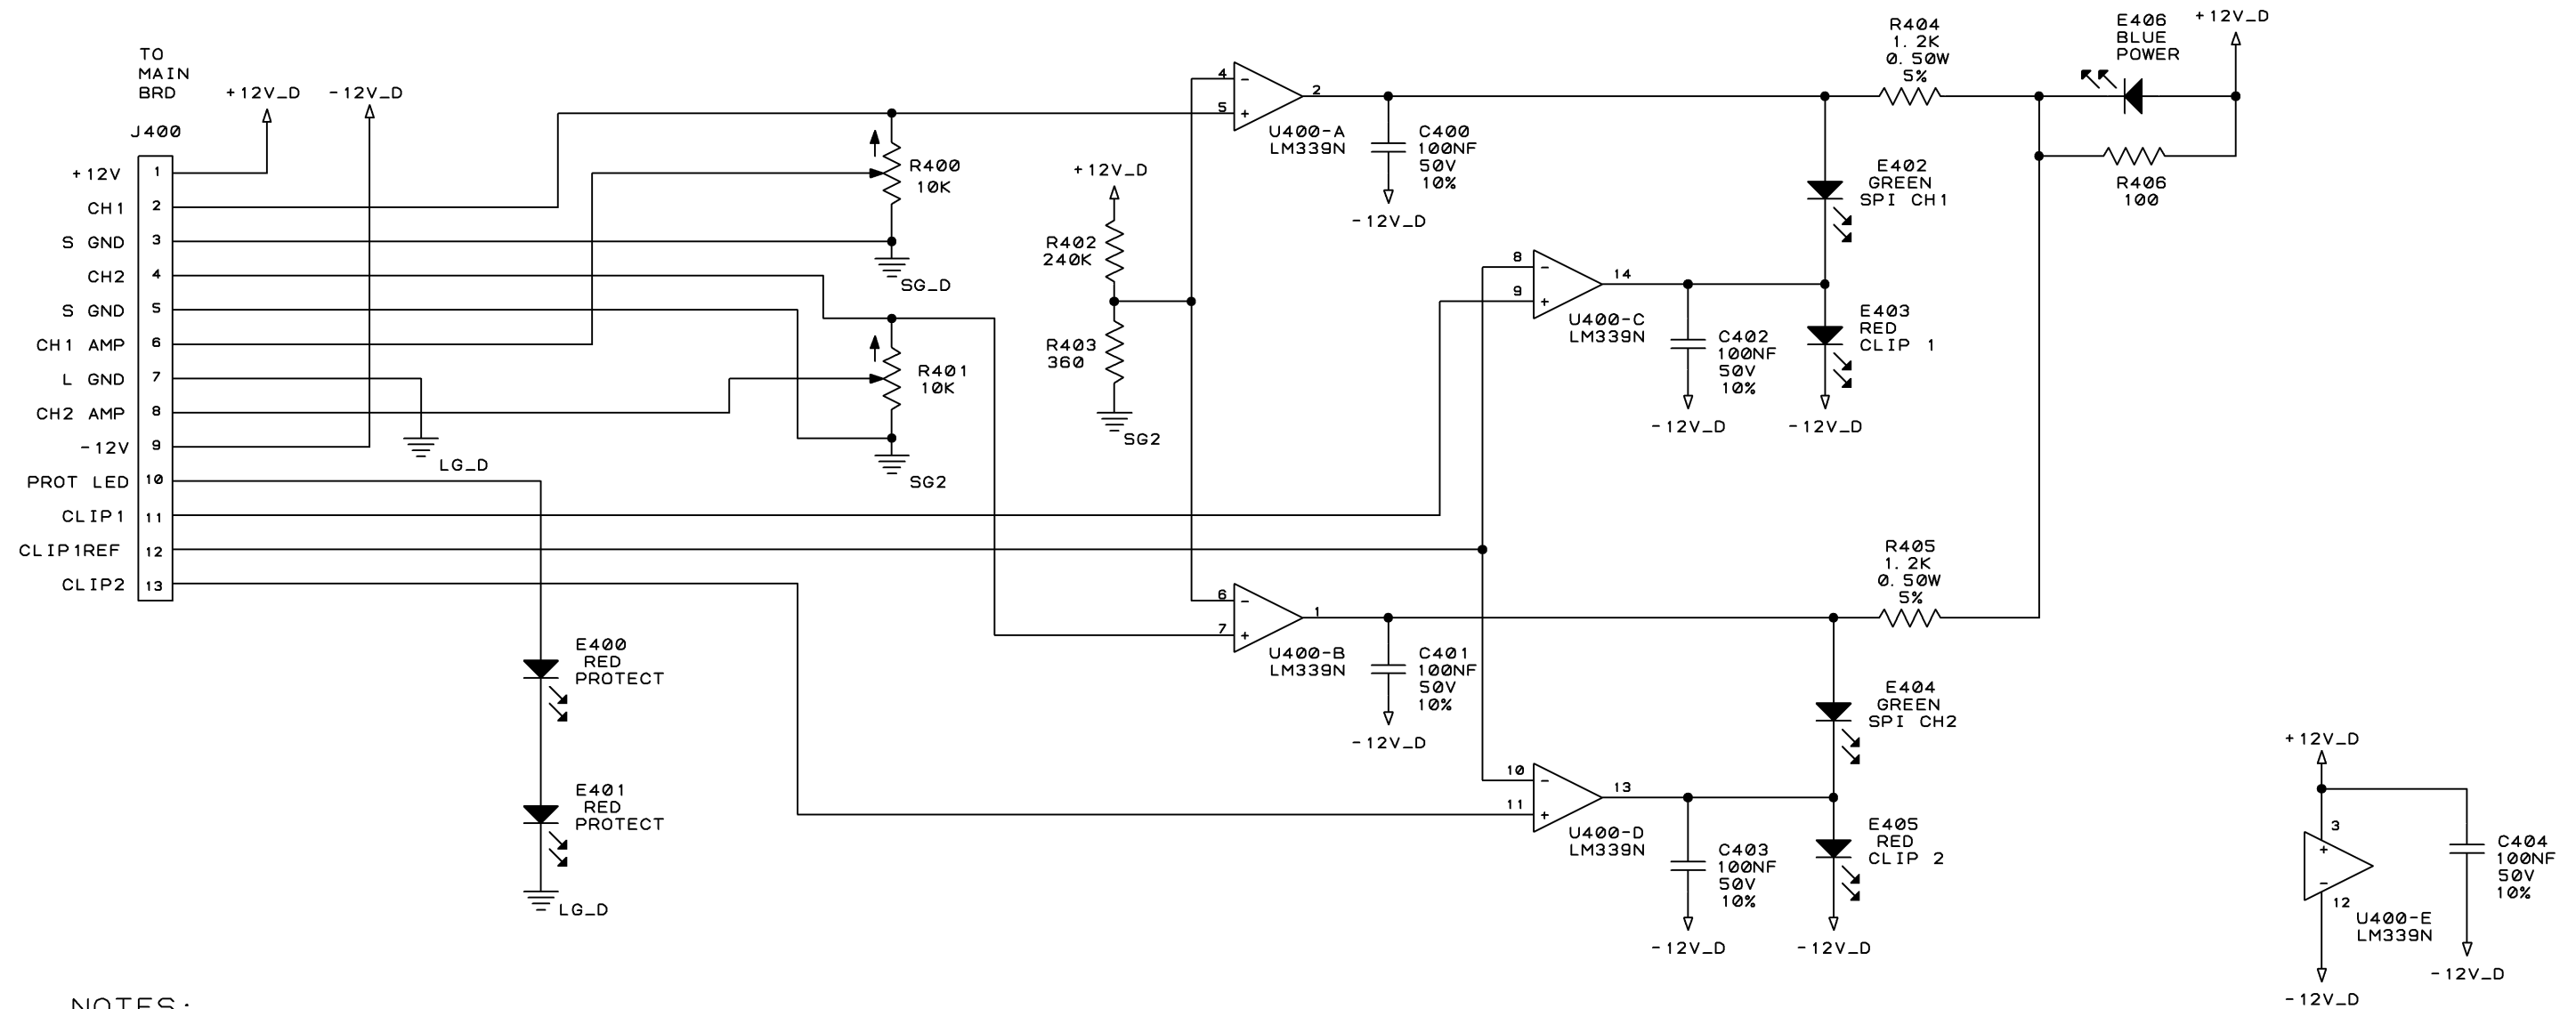 TO
MAIN
BRD
J400
+12V_D
-12V_D
+12V
1
CH1
2
S GND
3
CH2
4
S GND
5
CH1 AMP
6
L GND
7
CH2 AMP
8
-12V
9
PROT LED
10
CLIP1
11
CLIP1REF
12
CLIP2
13
LG_D
R400
10K
SG_D
R401
10K
SG2
E400
RED
PROTECT
E401
RED
PROTECT
LG_D
+12V_D
R402
240K
R403
360
SG2
4
-
5
+
2
U400-A
LM339N
C400
100NF
50V
10%
-12V_D
8
-
9
+
14
U400-C
LM339N
C402
100NF
50V
10%
-12V_D
6
-
7
+
1
U400-B
LM339N
C401
100NF
50V
10%
-12V_D
10
-
11
+
13
U400-D
LM339N
C403
100NF
50V
10%
-12V_D
R404
1.2K
0.50W
5%
E402
GREEN
SPI CH1
E403
RED
CLIP 1
-12V_D
E406
BLUE
POWER
+12V_D
R406
100
R405
1.2K
0.50W
5%
E404
GREEN
SPI CH2
E405
RED
CLIP 2
-12V_D
+12V_D
3
+
-
12
U400-E
LM339N
-12V_D
C404
100NF
50V
10%
-12V_D
NOTES: